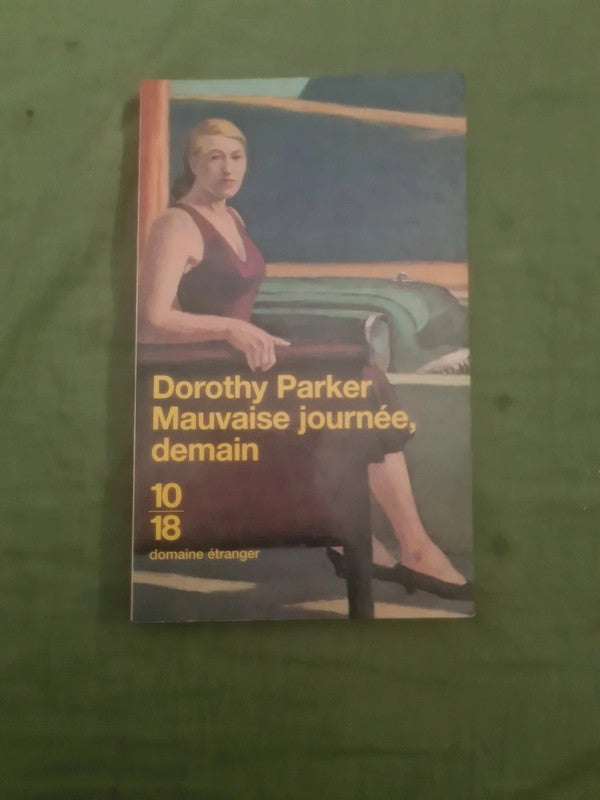 Dorothy Parker
Mauvaise journée,
demain
10
18
domaine étranger